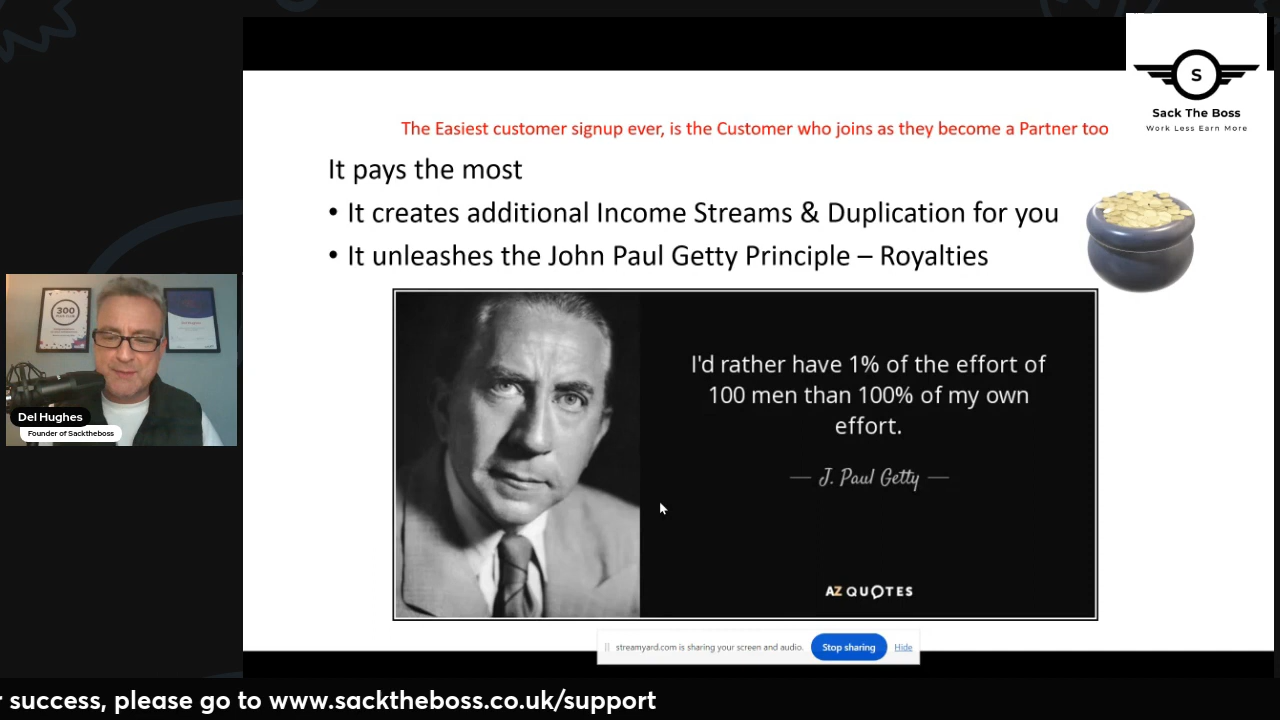 S
Sack The Boss
Work Less Earn More
The Easiest customer signup ever, is the Customer who joins as they become a Partner too
It pays the most
• It creates additional Income Streams & Duplication for you
• It unleashes the John Paul Getty Principle – Royalties
300
Del Hughes
Founder of Sacktheboss
I'd rather have 1% of the effort of
100 men than 100% of my own
effort.
— J. Paul Getty —
AZ QUOTES
streamyard.com is sharing your screen and audio.
Stop sharing
Hide
success, please go to www.sacktheboss.co.uk/support